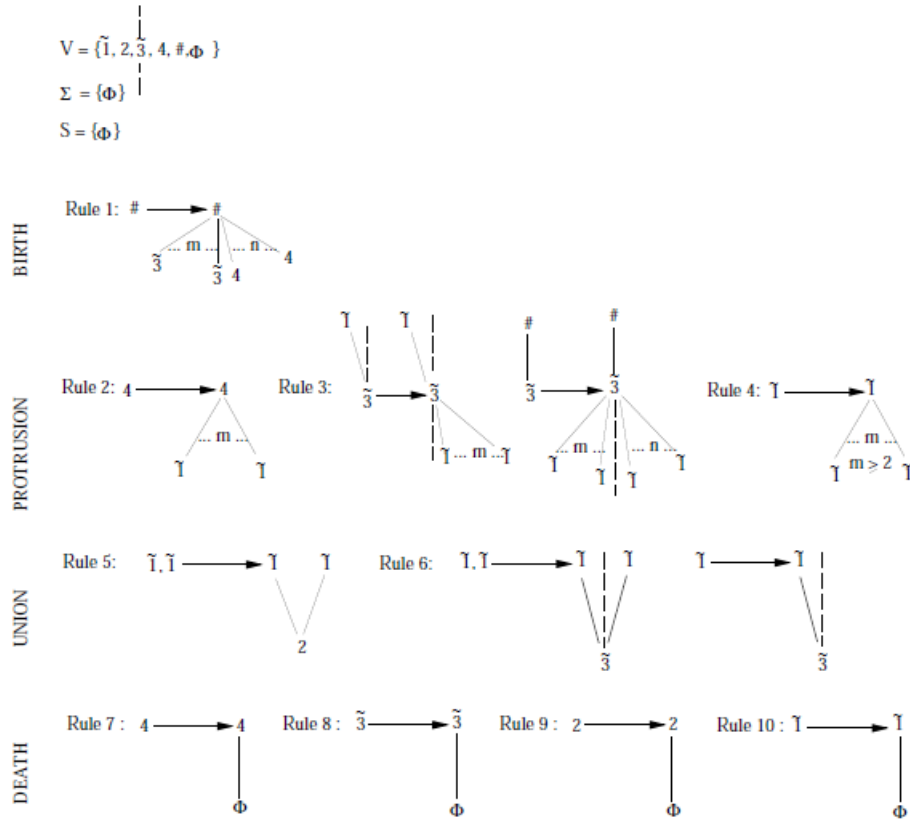 V = {1̃, 2, 3̃, 4, #, Φ }
Σ = {Φ}
S = {Φ}
BIRTH
Rule 1: # #
... m ... ... n ...
3̃ 3̃ 4 4
PROTRUSION
1̃ 1̃ # #
Rule 2: 4 4 Rule 3: 3̃ 3̃ 3̃ 3̃ Rule 4: 1̃ 1̃
... m ... ... m ... ... n ... ... m ...
1̃ 1̃ 1̃ ... m ... 1̃ 1̃ 1̃ 1̃ 1̃ 1̃ m ⩾ 2 1̃
UNION
Rule 5: 1̃, 1̃ 1̃ 1̃ Rule 6: 1̃, 1̃ 1̃ 1̃ 1̃ 1̃
2 3̃ 3̃
DEATH
Rule 7 : 4 4 Rule 8 : 3̃ 3̃ Rule 9 : 2 2 Rule 10 : 1̃ 1̃
Φ Φ Φ Φ